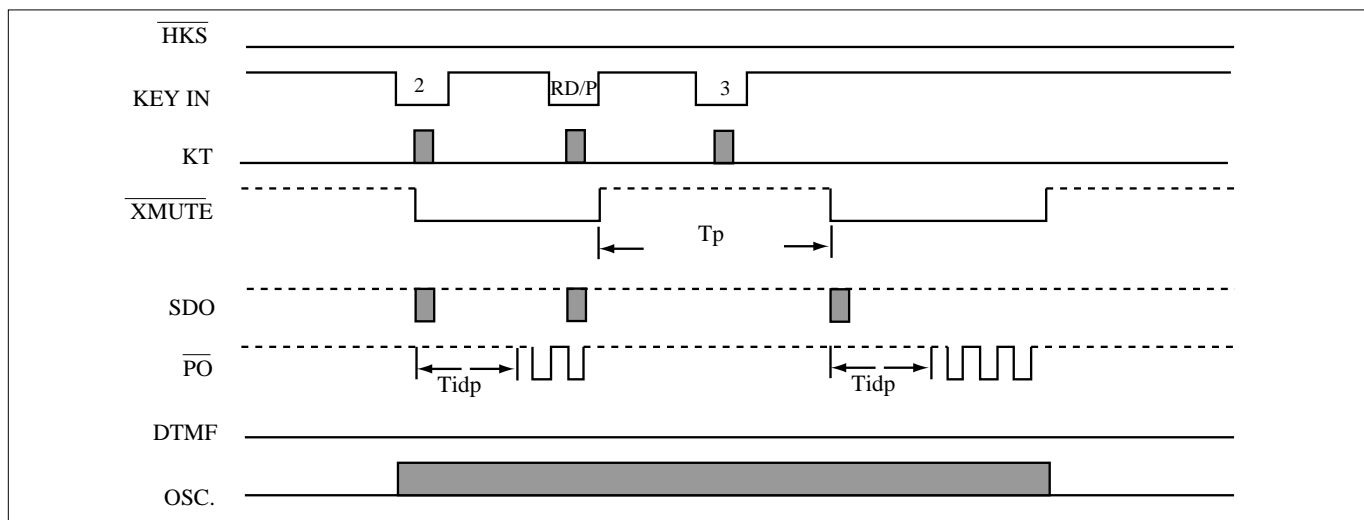 HKS
KEY IN 2 RD/P 3
KT
XMUTE
Tp
SDO
PO
Tidp Tidp
DTMF
OSC.